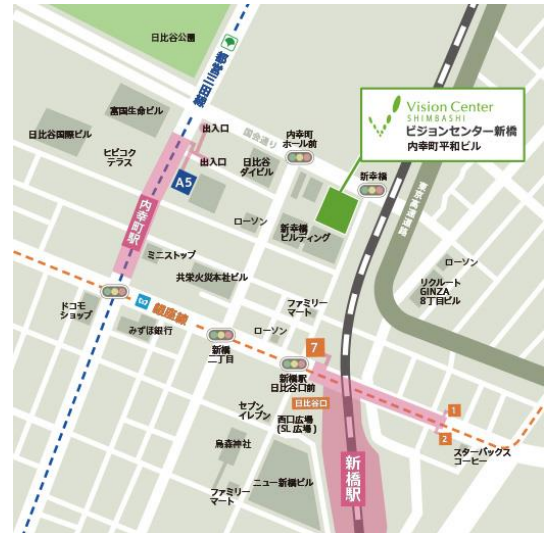 日比谷公園
都営三田線
富国生命ビル
日比谷国際ビル
ヒビヤコク
テラス
出入口
出入口
A5
国会通り
内幸町
ホール前
日比谷
ダイビル
Vision Center
SHIMBASHI
ビジョンセンター新橋
内幸町平和ビル
新幸橋
東京高速道路
内幸町駅
ローソン
新幸橋
ビルディング
ミニストップ
共栄火災本社ビル
ローソン
リクルート
GINZA
8丁目ビル
ドコモ
ショップ
銀座線
みずほ銀行
ファミリー
マート
ローソン
新橋
二丁目
7
新橋駅
日比谷口前
日比谷口
セブン
イレブン
西口広場
(SL広場)
1
2
スターバックス
コーヒー
烏森神社
新橋駅
ファミリー
マート
ニュー新橋ビル